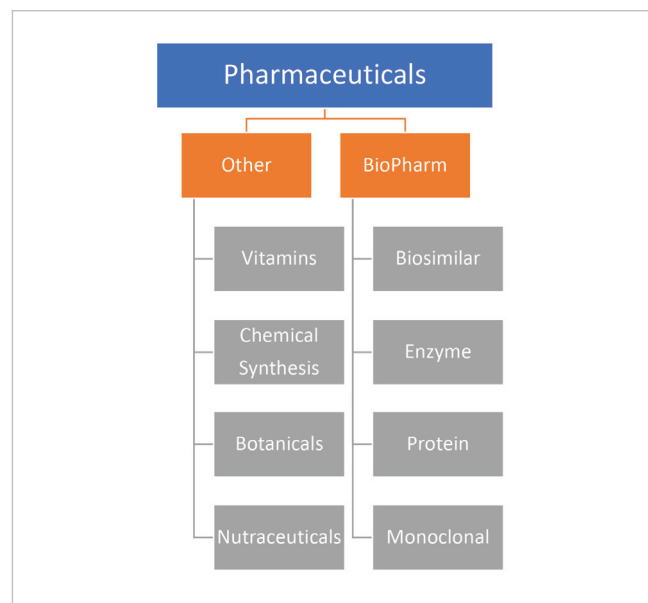 Pharmaceuticals
Other
BioPharm
Vitamins
Biosimilar
Chemical
Synthesis
Enzyme
Botanicals
Protein
Nutraceuticals
Monoclonal